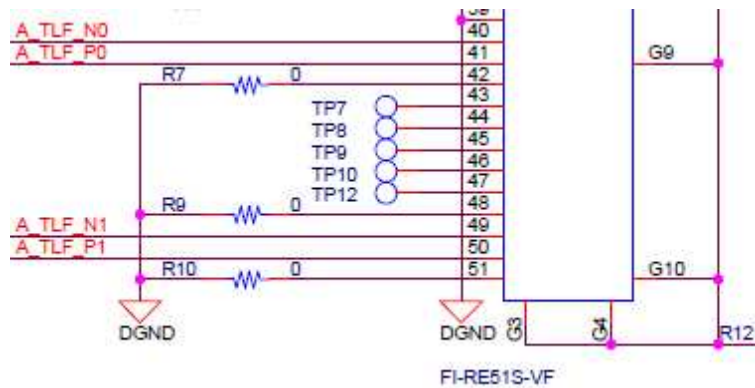 39
A_TLF_N0 40
A_TLF_P0 41 G9
R7 0 42
TP7 43
TP8 44
TP9 45
TP10 46
TP12 47
R9 0 48
A_TLF_N1 49
A_TLF_P1 50
R10 0 51 G10
DGND DGND G3 G4 R12
FI-RE51S-VF